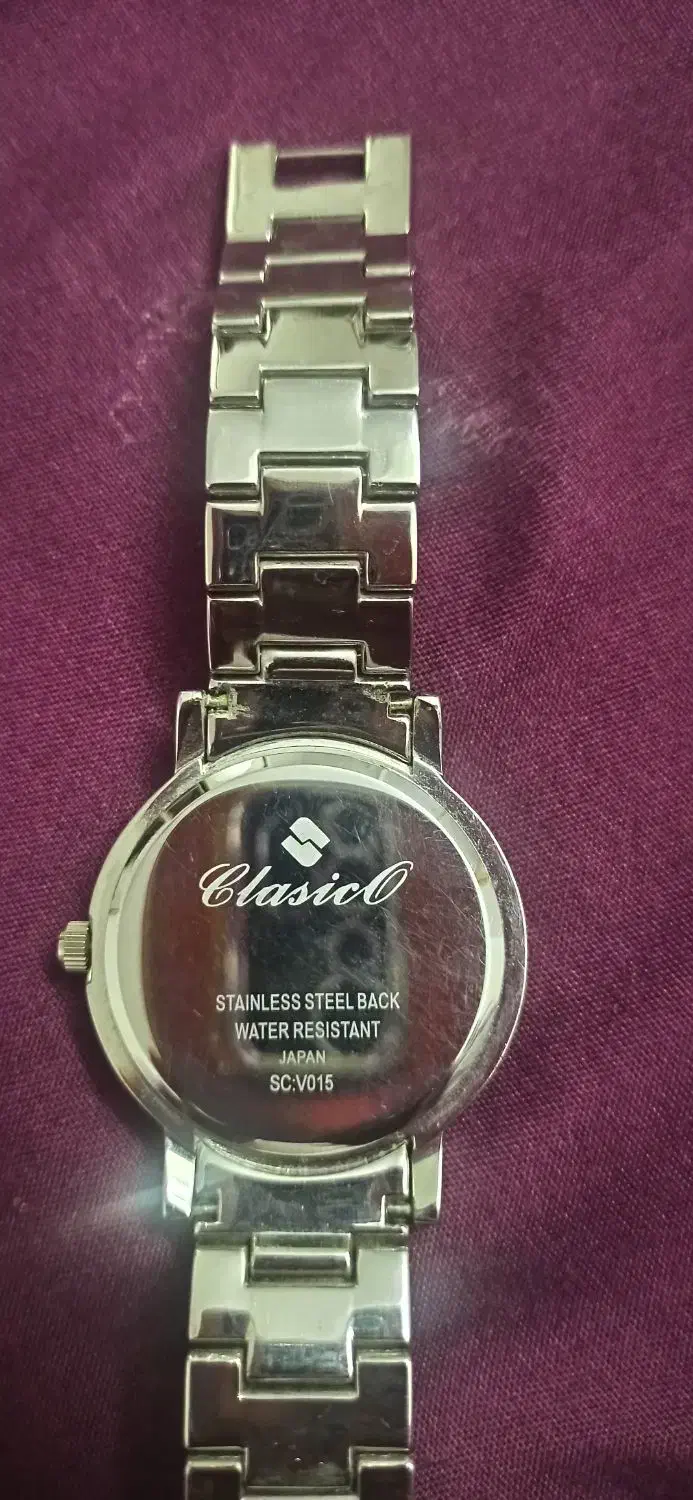 ClasicO
STAINLESS STEEL BACK
WATER RESISTANT
JAPAN
SC:V015